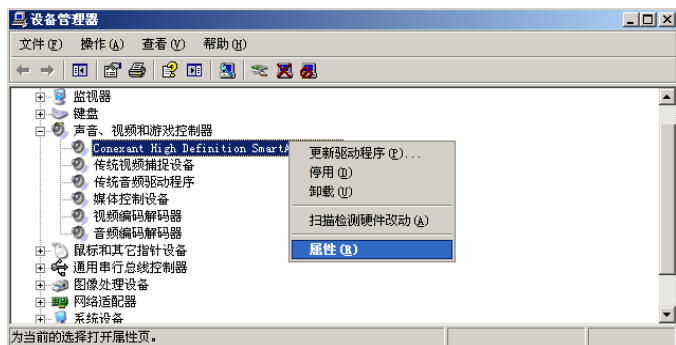 设备管理器
文件(F) 操作(A) 查看(V) 帮助(H)
监视器
键盘
声音、视频和游戏控制器
Conexant High Definition SmartA
传统视频捕捉设备
传统音频驱动程序
媒体控制设备
视频编码解码器
音频编码解码器
鼠标和其它指针设备
通用串行总线控制器
图像处理设备
网络适配器
系统设备
更新驱动程序(P)...
停用(D)
卸载(U)
扫描检测硬件改动(A)
属性(R)
为当前的选择打开属性页。